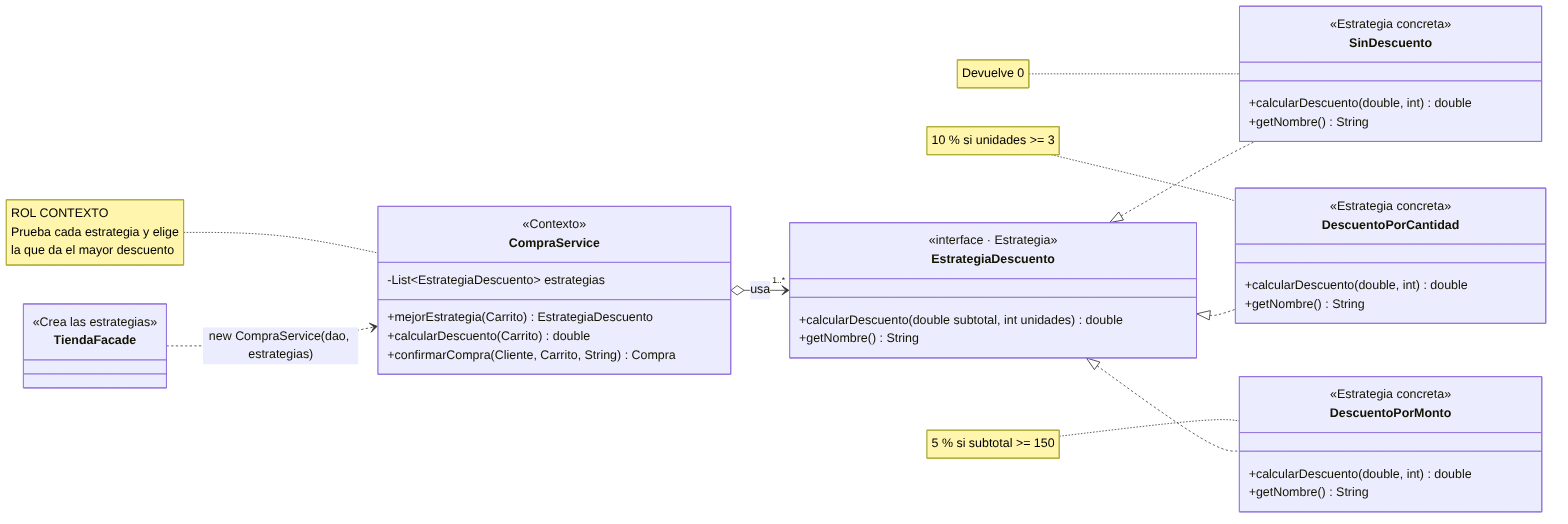 ROL CONTEXTO
Prueba cada estrategia y elige
la que da el mayor descuento
«Crea las estrategias»
TiendaFacade
new CompraService(dao,
estrategias)
«Contexto»
CompraService
-List<EstrategiaDescuento> estrategias
+mejorEstrategia(Carrito) : EstrategiaDescuento
+calcularDescuento(Carrito) : double
+confirmarCompra(Cliente, Carrito, String) : Compra
usa
1..*
«interface · Estrategia»
EstrategiaDescuento
+calcularDescuento(double subtotal, int unidades) : double
+getNombre() : String
Devuelve 0
«Estrategia concreta»
SinDescuento
+calcularDescuento(double, int) : double
+getNombre() : String
10 % si unidades >= 3
«Estrategia concreta»
DescuentoPorCantidad
+calcularDescuento(double, int) : double
+getNombre() : String
5 % si subtotal >= 150
«Estrategia concreta»
DescuentoPorMonto
+calcularDescuento(double, int) : double
+getNombre() : String